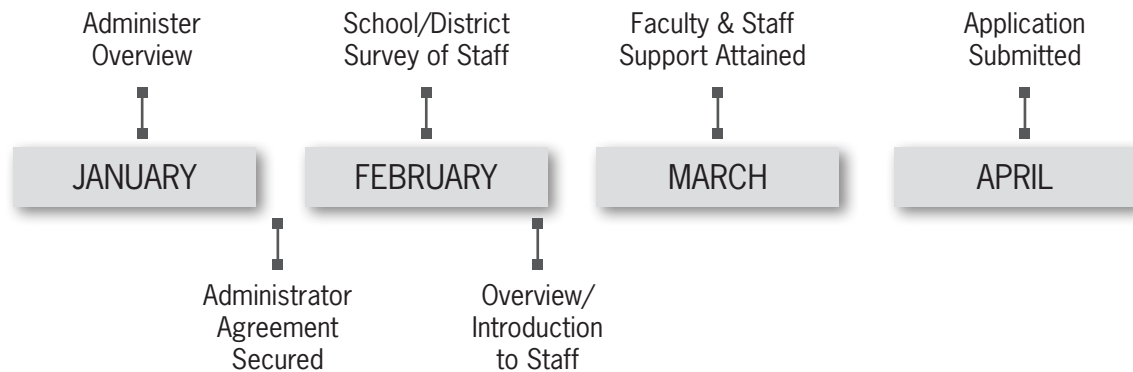 Administer
Overview
School/District
Survey of Staff
Faculty & Staff
Support Attained
Application
Submitted
JANUARY
FEBRUARY
MARCH
APRIL
Administrator
Agreement
Secured
Overview/
Introduction
to Staff